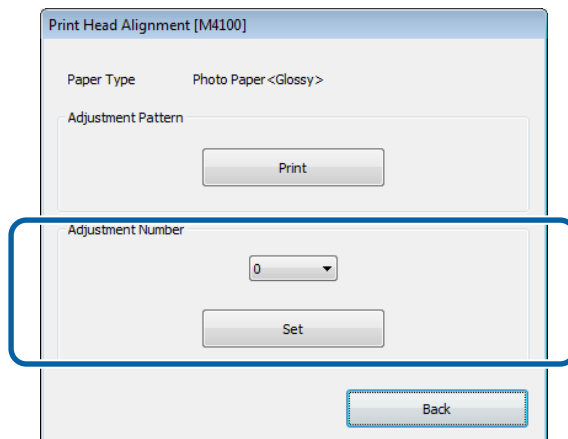 Print Head Alignment [M4100]
Paper Type Photo Paper<Glossy>
Adjustment Pattern
Print
Adjustment Number
0
Set
Back